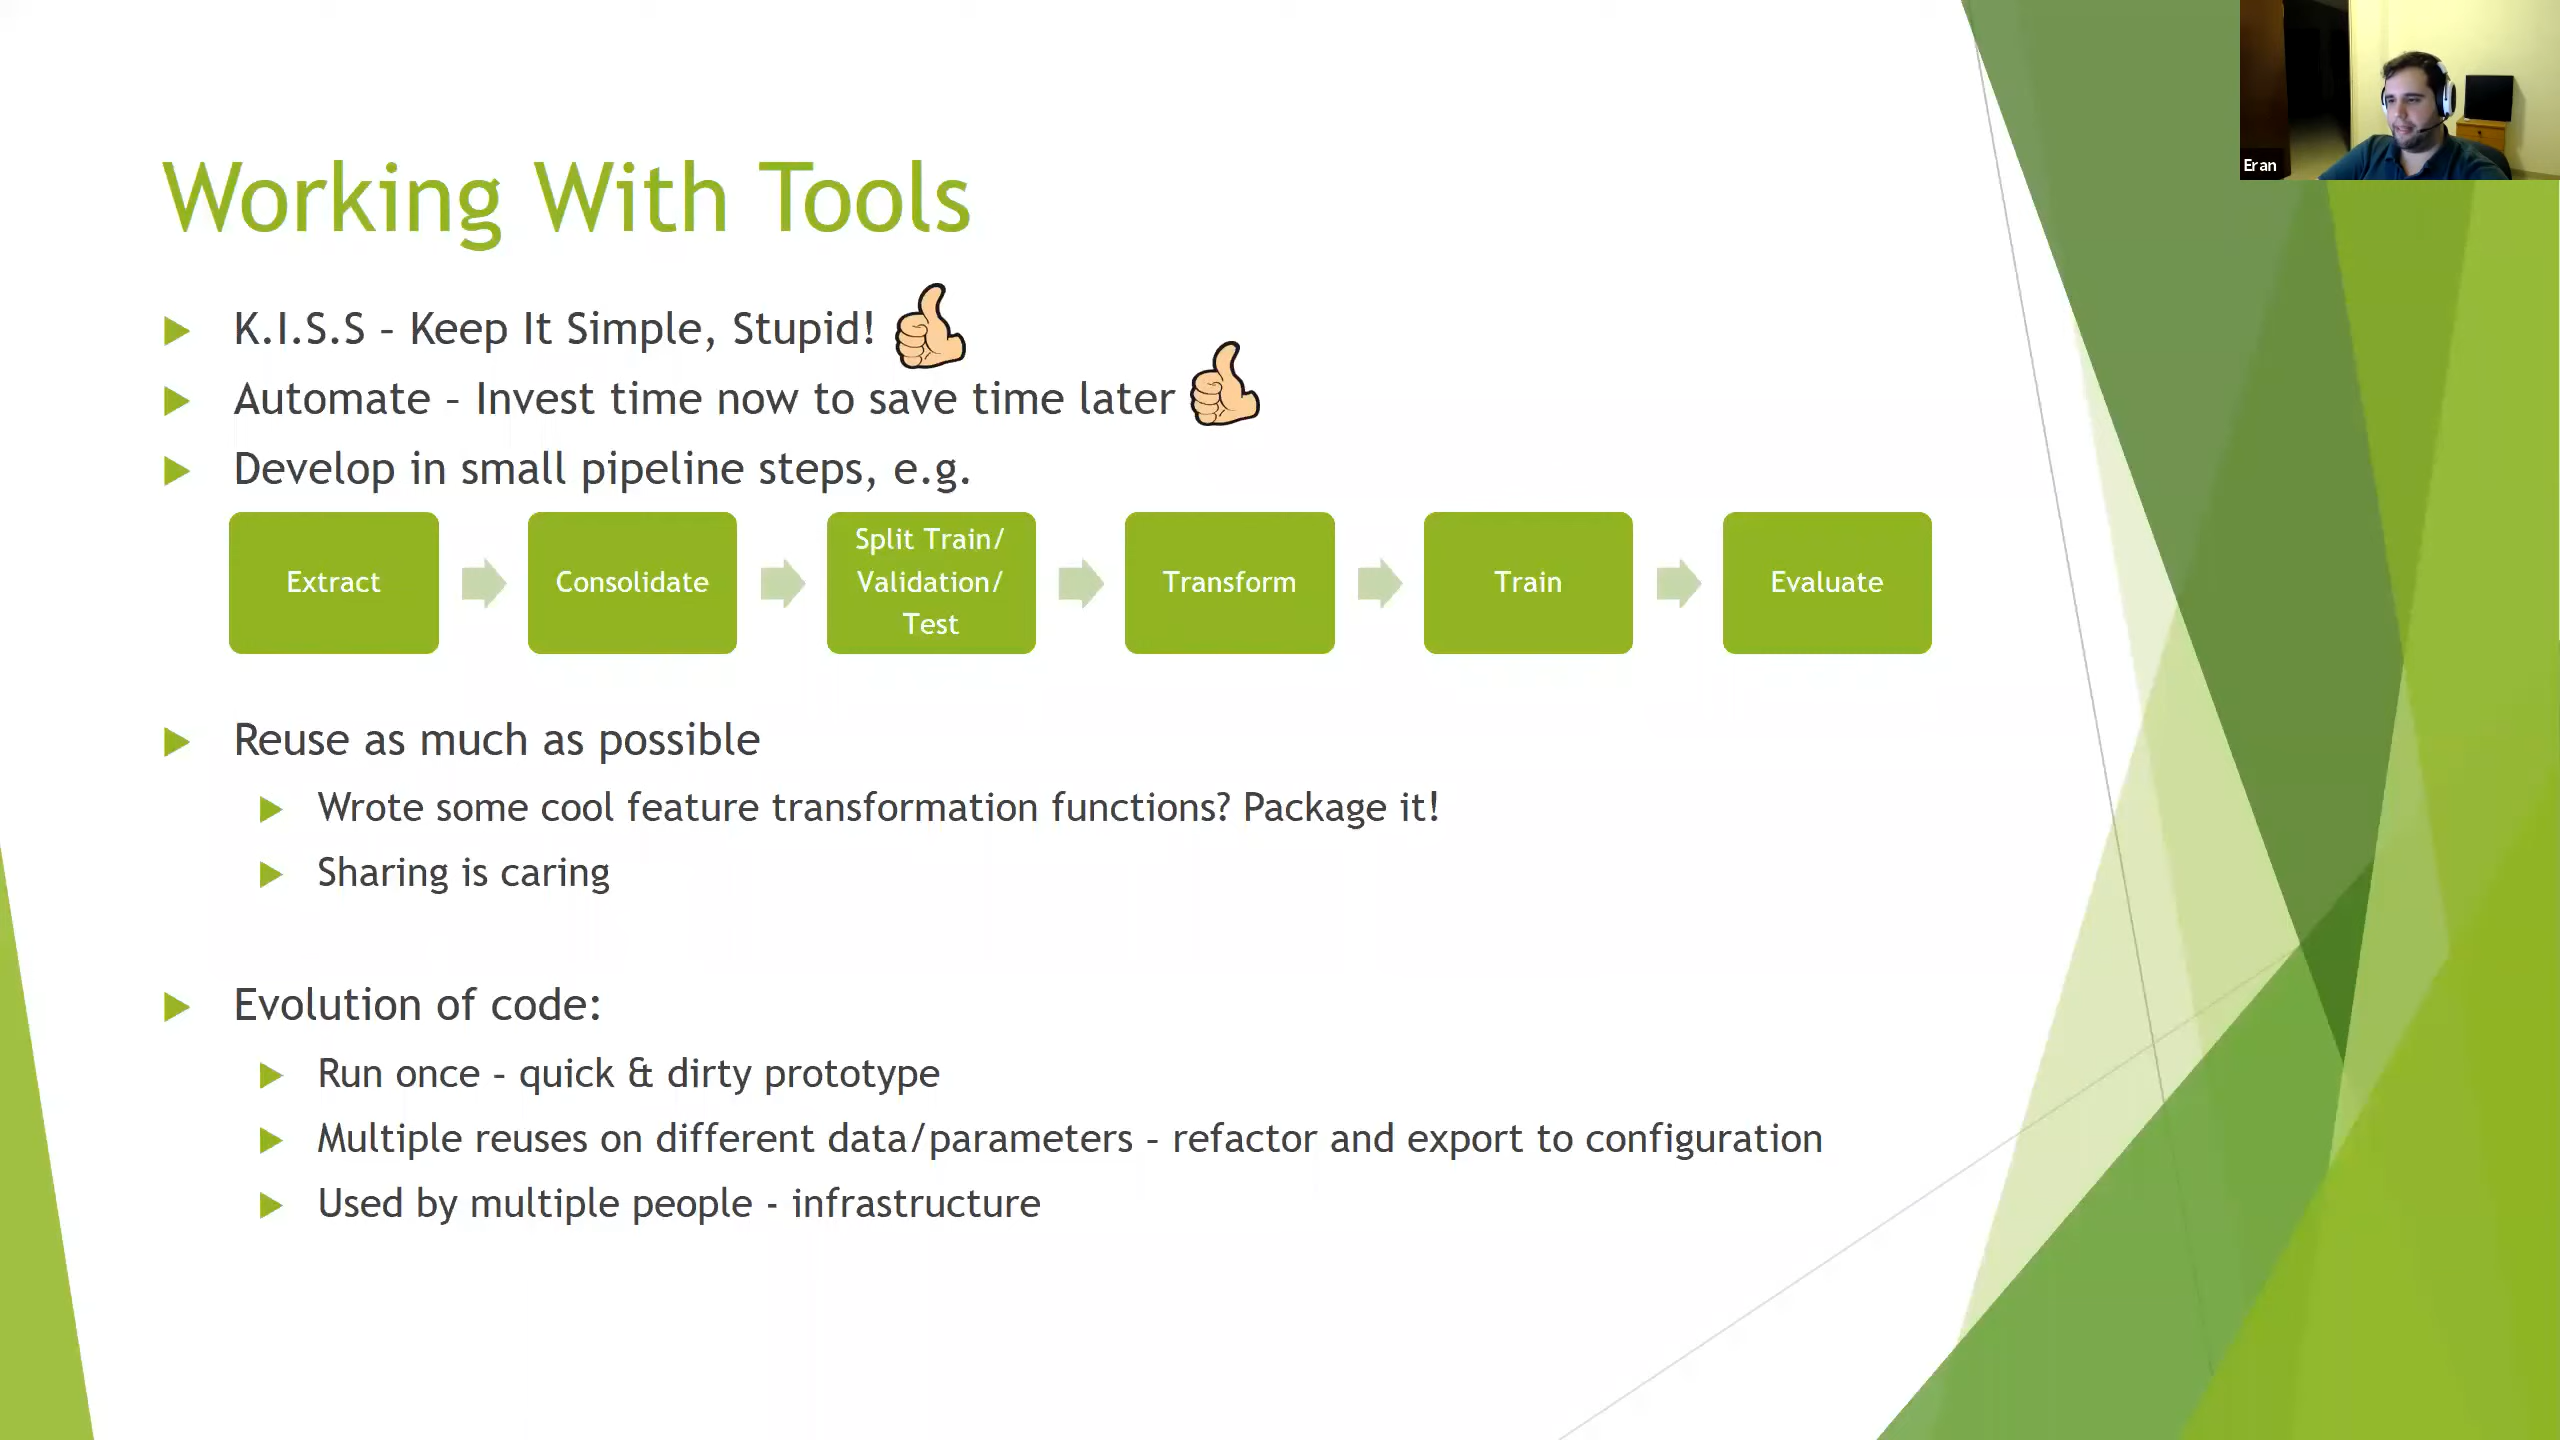 Eran
Working With Tools
K.I.S.S – Keep It Simple, Stupid!
Automate – Invest time now to save time later
Develop in small pipeline steps, e.g.
Extract
Consolidate
Split Train/
Validation/
Test
Transform
Train
Evaluate
Reuse as much as possible
Wrote some cool feature transformation functions? Package it!
Sharing is caring
Evolution of code:
Run once – quick & dirty prototype
Multiple reuses on different data/parameters – refactor and export to configuration
Used by multiple people - infrastructure